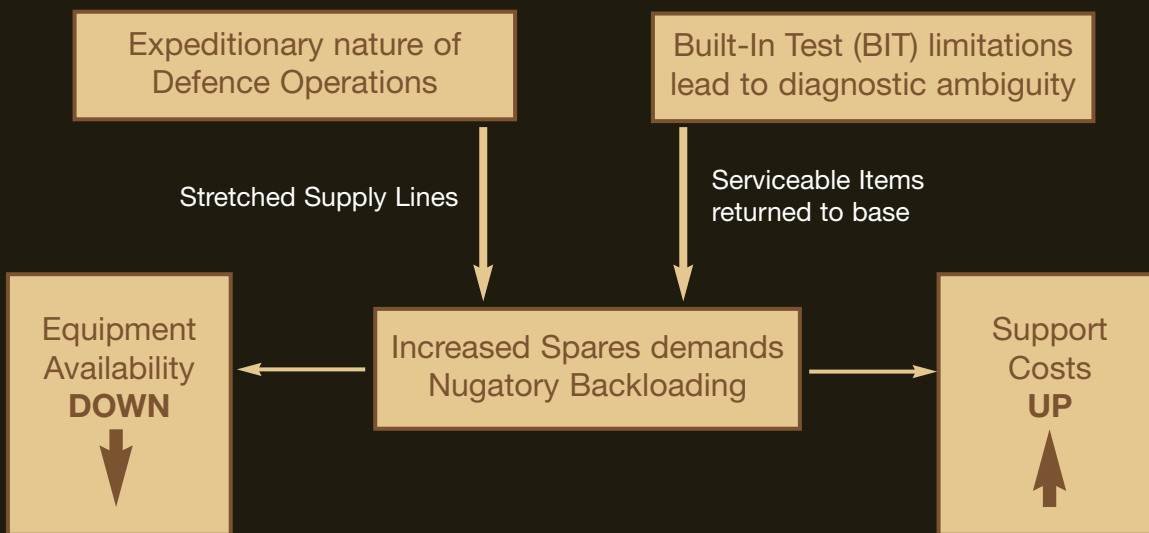 Expeditionary nature of
Defence Operations
Built-In Test (BIT) limitations
lead to diagnostic ambiguity
Stretched Supply Lines
Serviceable Items
returned to base
Equipment
Availability
DOWN
Increased Spares demands
Nugatory Backloading
Support
Costs
UP